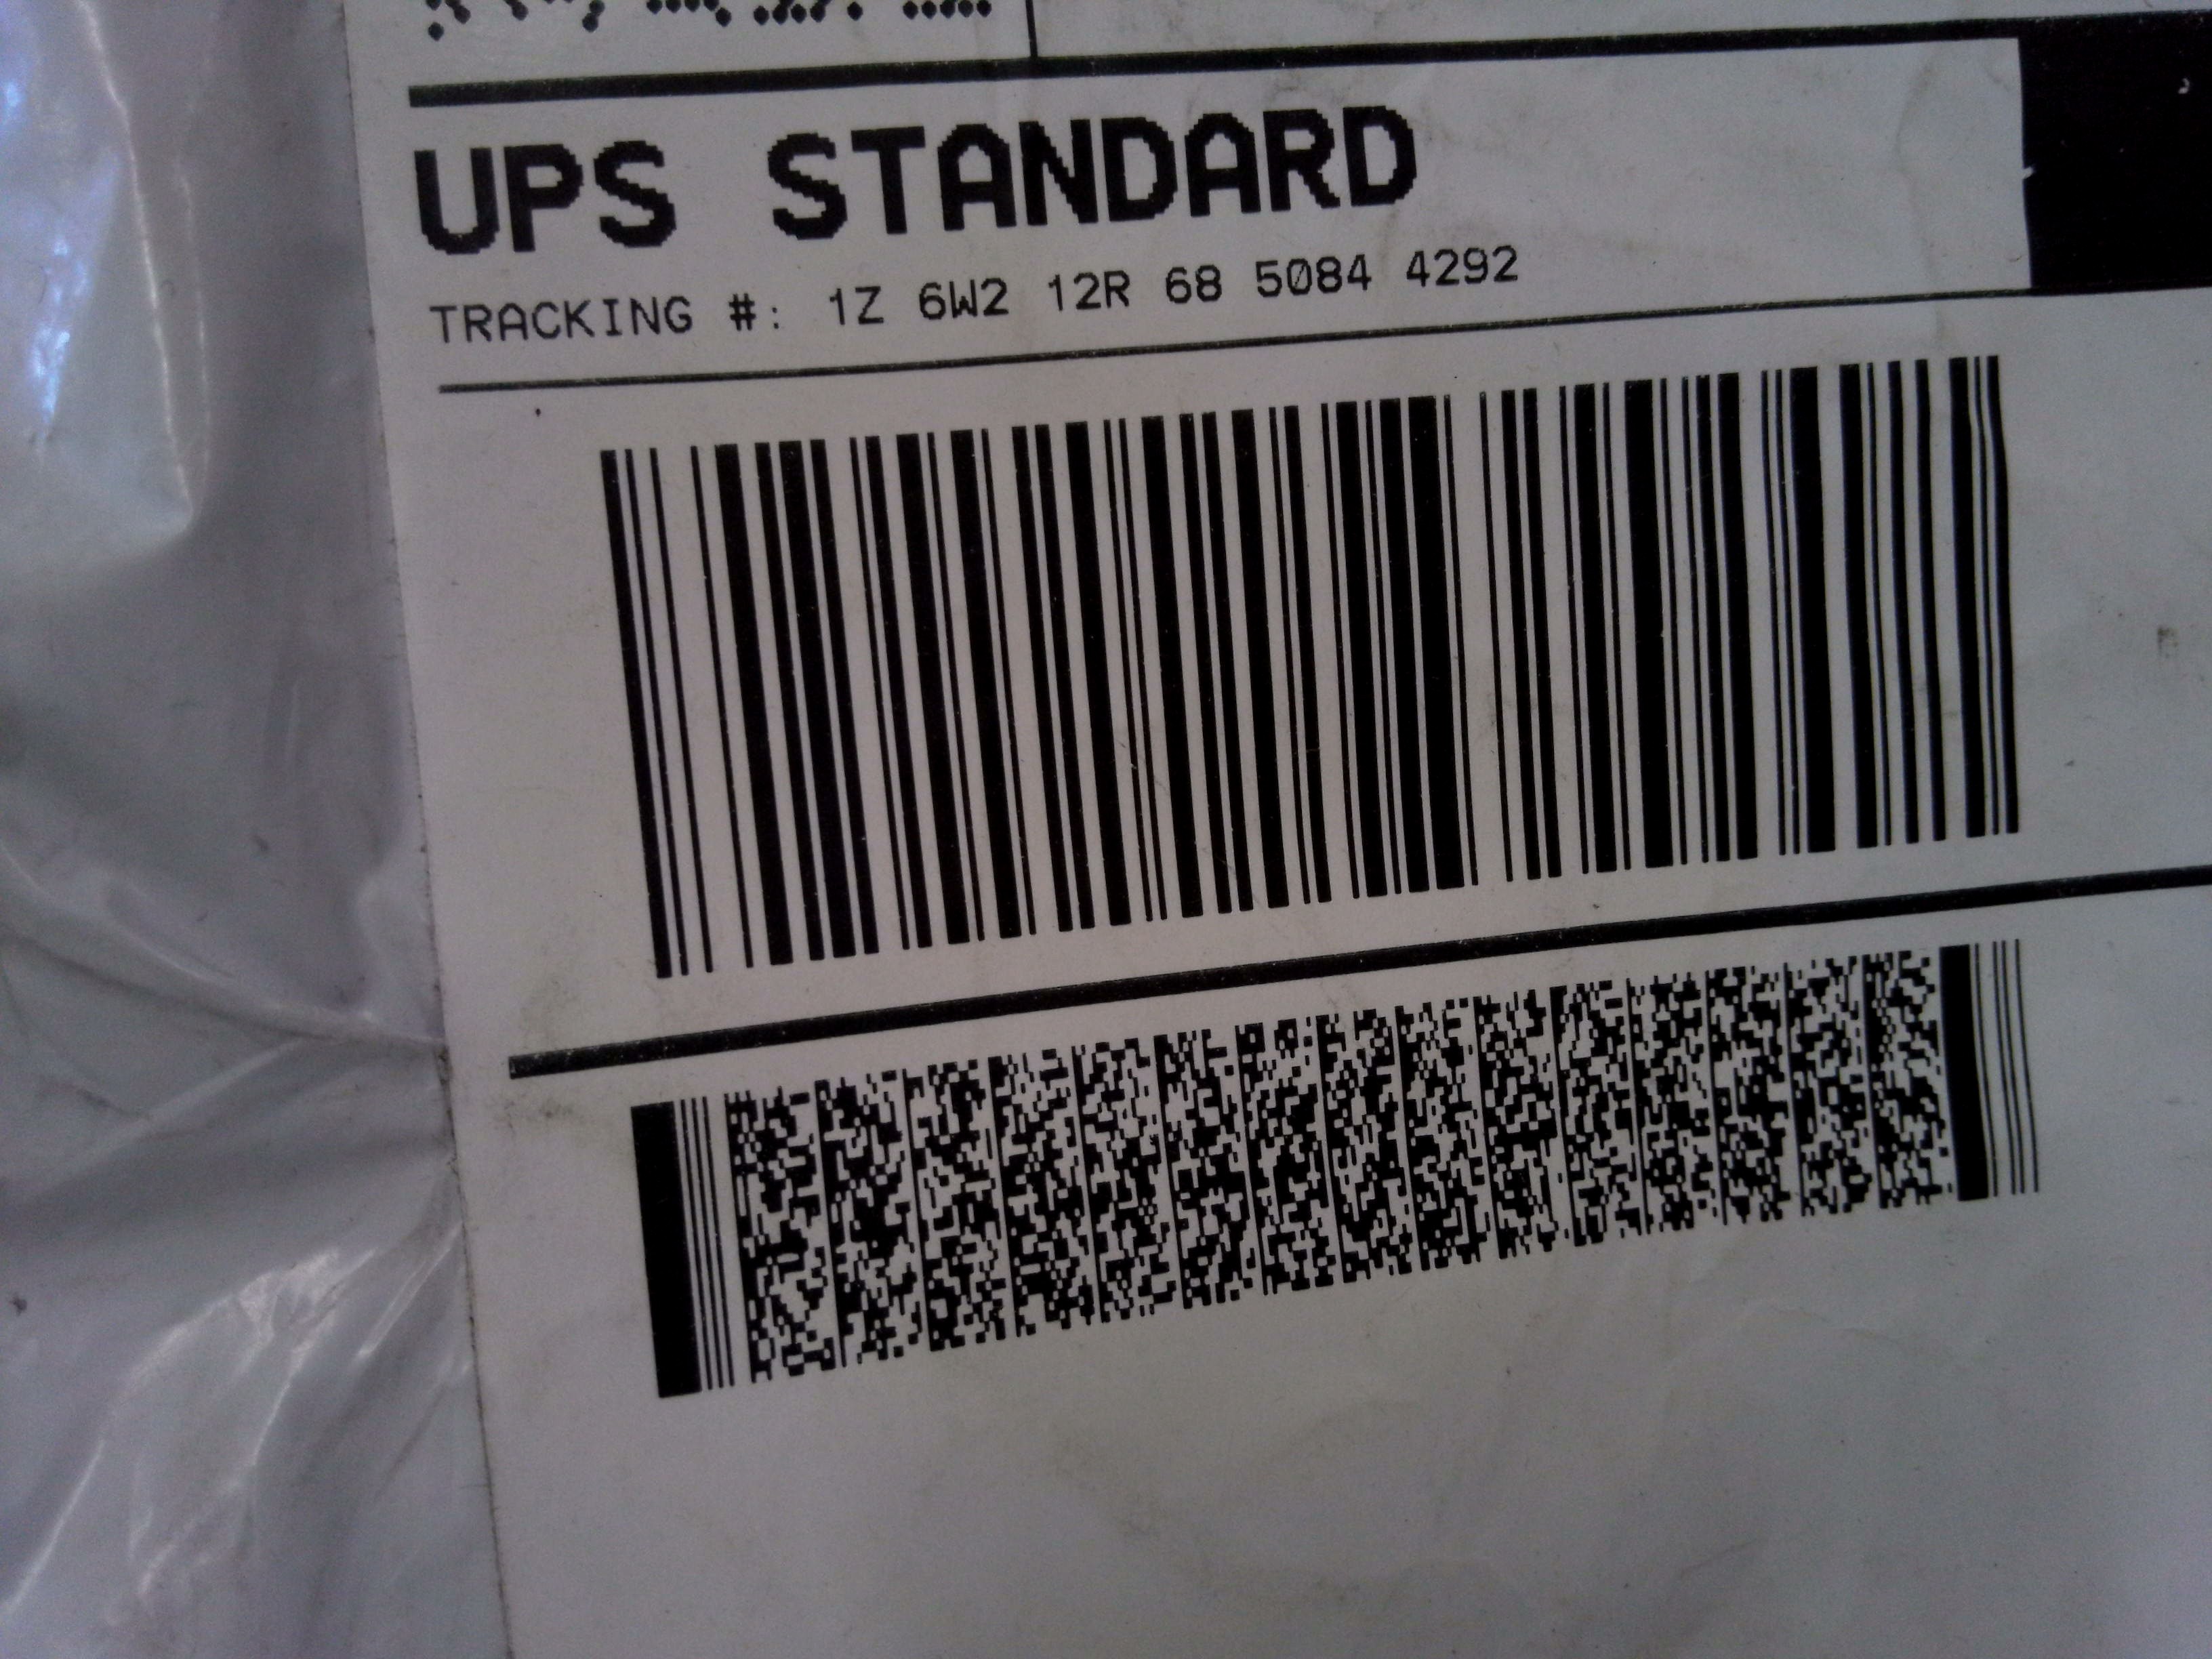 UPS STANDARD
TRACKING #: 1Z 6W2 12R 68 5084 4292